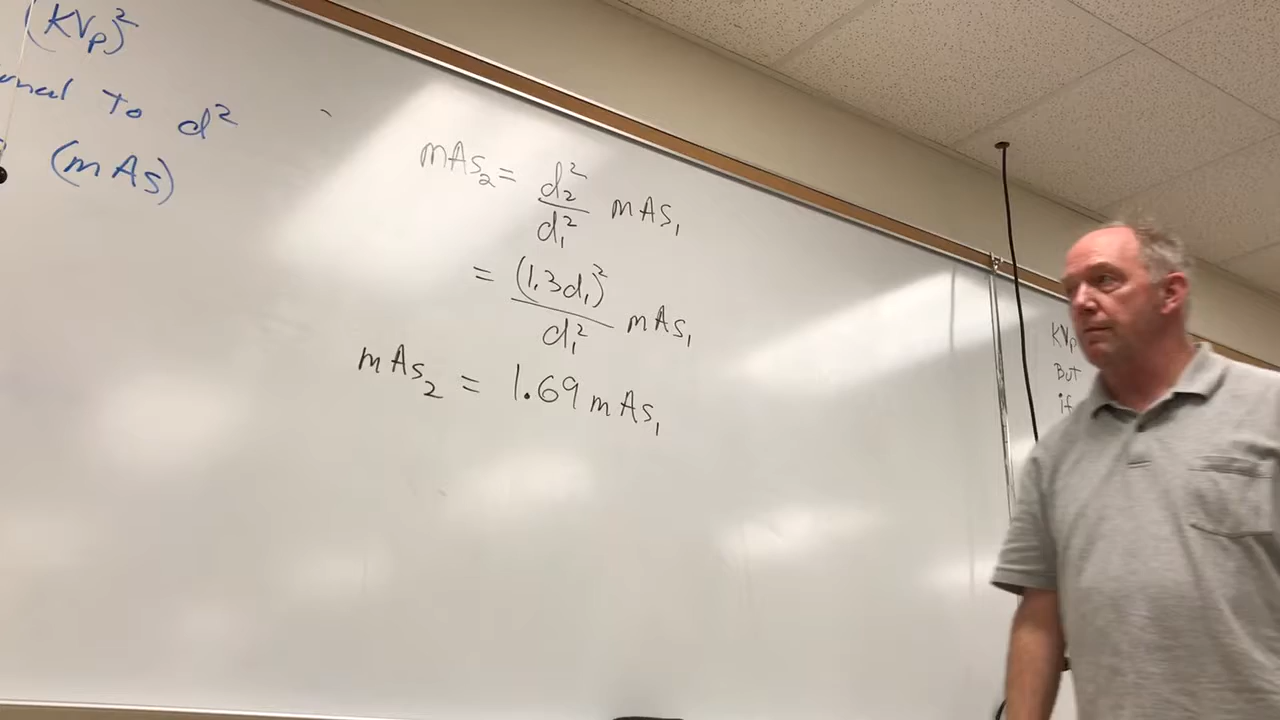 (KVp)²
to d²
(mAs)
mAs₂ = d₂²/d₁² mAs₁
= (1.3d₁)²/d₁² mAs₁
mAs₂ = 1.69 mAs₁
KVp
But
if